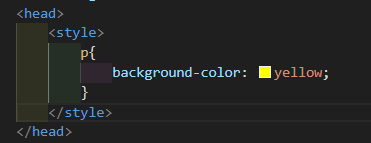 <head>
<style>
p{
background-color: yellow;
}
</style>
</head>